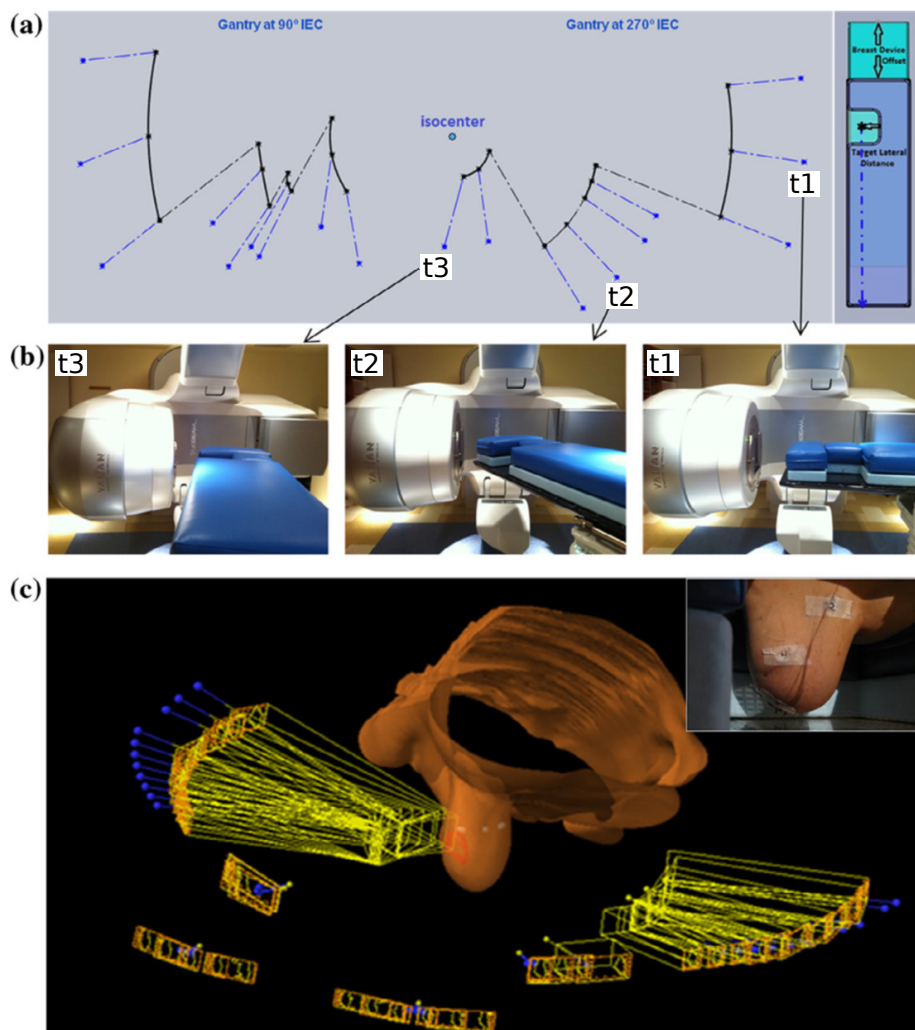 (a)
Gantry at 90° IEC
Gantry at 270° IEC
Breast Device
Offset
isocenter
Target Lateral
Distance
t1
t3
t2
(b)
t3
t2
t1
VARIAN
VARIAN
VARIAN
(c)